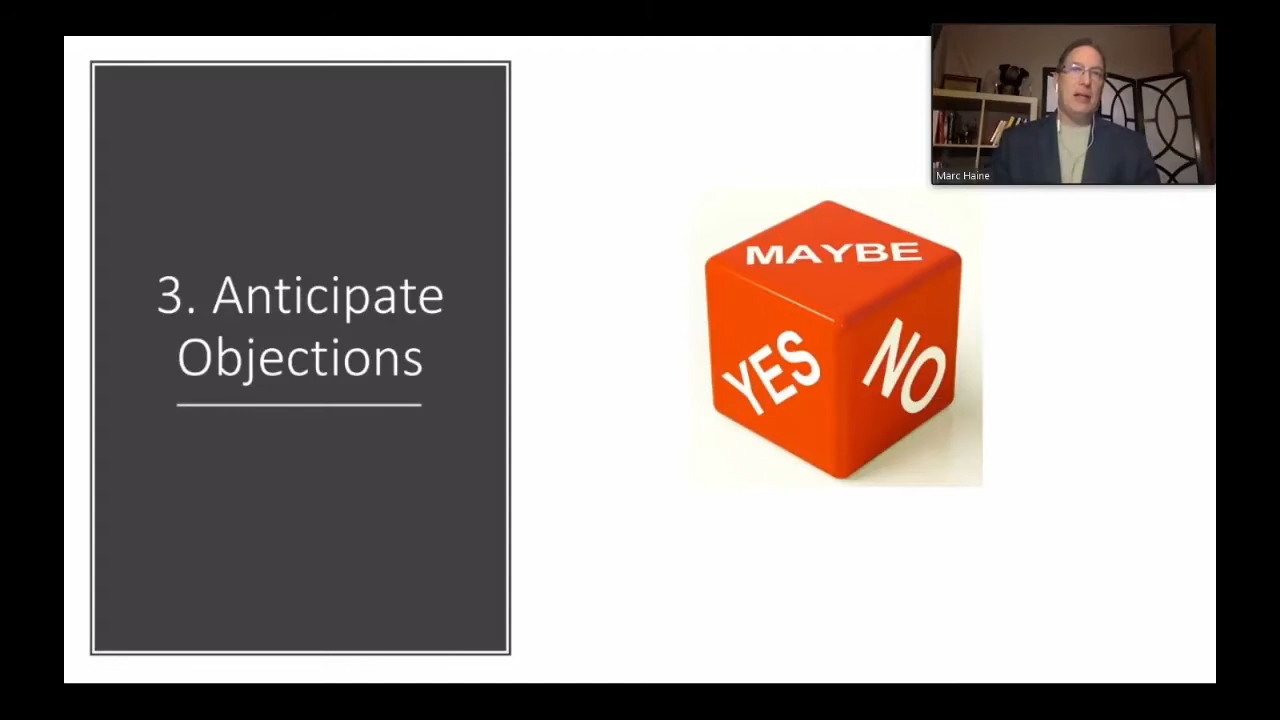 3. Anticipate
Objections
MAYBE
YES
NO
Marc Haine